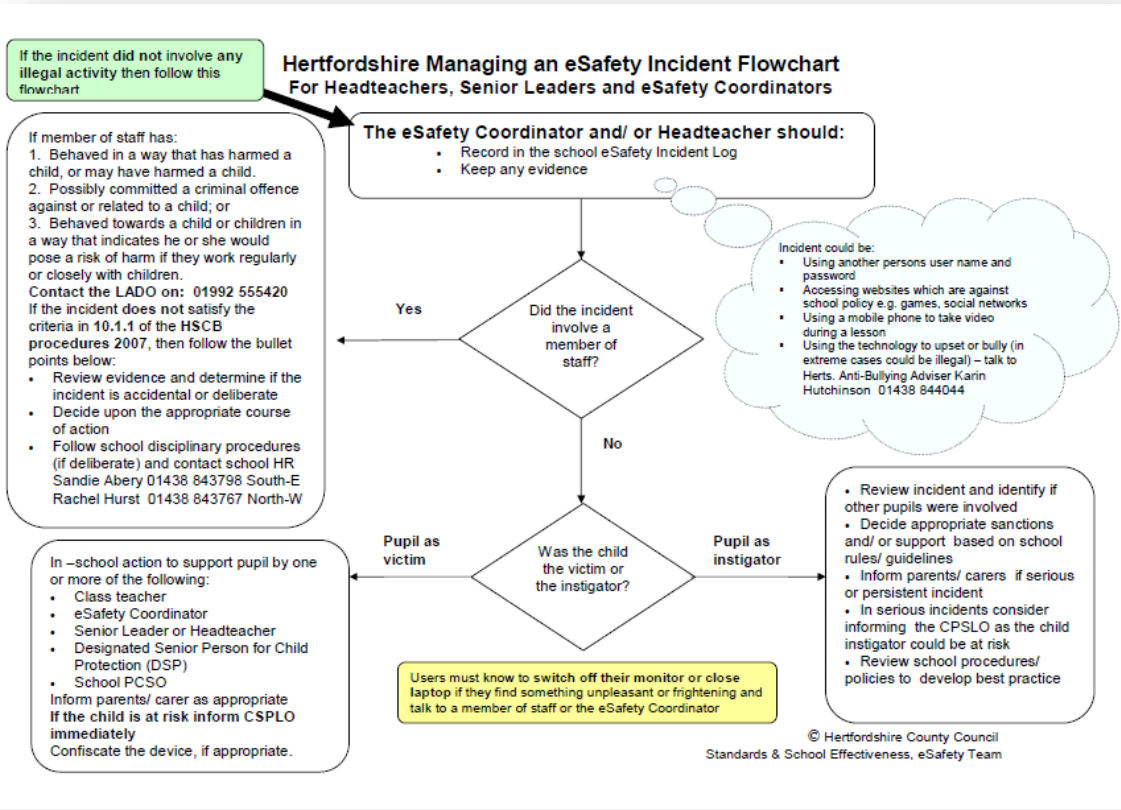 If the incident did not involve any
illegal activity then follow this
flowchart
Hertfordshire Managing an eSafety Incident Flowchart
For Headteachers, Senior Leaders and eSafety Coordinators
The eSafety Coordinator and/ or Headteacher should:
• Record in the school eSafety Incident Log
• Keep any evidence
If member of staff has:
1. Behaved in a way that has harmed a
child, or may have harmed a child.
2. Possibly committed a criminal offence
against or related to a child; or
3. Behaved towards a child or children in
a way that indicates he or she would
pose a risk of harm if they work regularly
or closely with children.
Contact the LADO on: 01992 555420
If the incident does not satisfy the
criteria in 10.1.1 of the HSCB
procedures 2007, then follow the bullet
points below:
• Review evidence and determine if the
incident is accidental or deliberate
• Decide upon the appropriate course
of action
• Follow school disciplinary procedures
(if deliberate) and contact school HR
Sandie Abery 01438 843798 South-E
Rachel Hurst 01438 843767 North-W
Yes
Did the incident
involve a
member of
staff?
Incident could be:
▪ Using another persons user name and
password
▪ Accessing websites which are against
school policy e.g. games, social networks
▪ Using a mobile phone to take video
during a lesson
▪ Using the technology to upset or bully (in
extreme cases could be illegal) – talk to
Herts. Anti-Bullying Adviser Karin
Hutchinson 01438 844044
No
Pupil as
victim
Was the child
the victim or
the instigator?
Pupil as
instigator
• Review incident and identify if
other pupils were involved
• Decide appropriate sanctions
and/ or support based on school
rules/ guidelines
• Inform parents/ carers if serious
or persistent incident
• In serious incidents consider
informing the CPSLO as the child
instigator could be at risk
• Review school procedures/
policies to develop best practice
In –school action to support pupil by one
or more of the following:
• Class teacher
• eSafety Coordinator
• Senior Leader or Headteacher
• Designated Senior Person for Child
Protection (DSP)
• School PCSO
Inform parents/ carer as appropriate
If the child is at risk inform CSPLO
immediately
Confiscate the device, if appropriate.
Users must know to switch off their monitor or close
laptop if they find something unpleasant or frightening and
talk to a member of staff or the eSafety Coordinator
© Hertfordshire County Council
Standards & School Effectiveness, eSafety Team